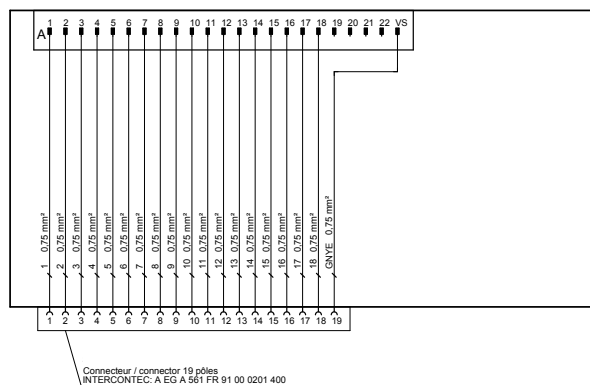 1 2 3 4 5 6 7 8 9 10 11 12 13 14 15 16 17 18 19 20 21 22 VS
A
1 0,75 mm²
2 0,75 mm²
3 0,75 mm²
4 0,75 mm²
5 0,75 mm²
6 0,75 mm²
7 0,75 mm²
8 0,75 mm²
9 0,75 mm²
10 0,75 mm²
11 0,75 mm²
12 0,75 mm²
13 0,75 mm²
14 0,75 mm²
15 0,75 mm²
16 0,75 mm²
17 0,75 mm²
18 0,75 mm²
GNYE 0,75 mm²
1 2 3 4 5 6 7 8 9 10 11 12 13 14 15 16 17 18 19
Connecteur / connector 19 pôles
INTERCONTEC: A EG A 561 FR 91 00 0201 400